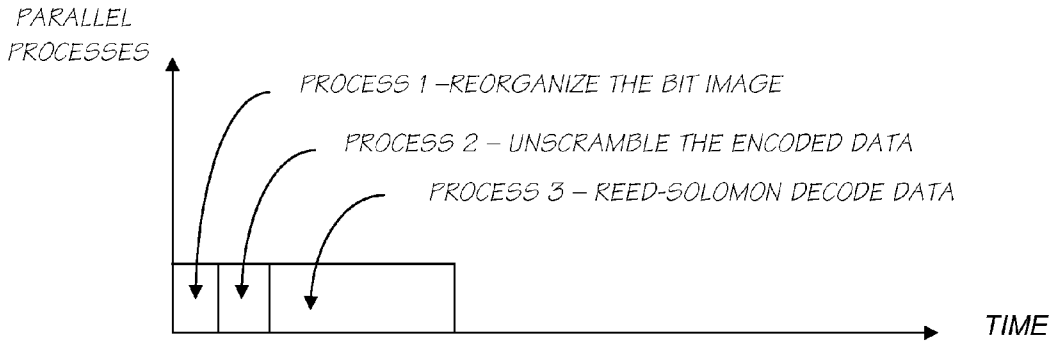 PARALLEL
PROCESSES
PROCESS 1 –REORGANIZE THE BIT IMAGE
PROCESS 2 – UNSCRAMBLE THE ENCODED DATA
PROCESS 3 – REED-SOLOMON DECODE DATA
TIME